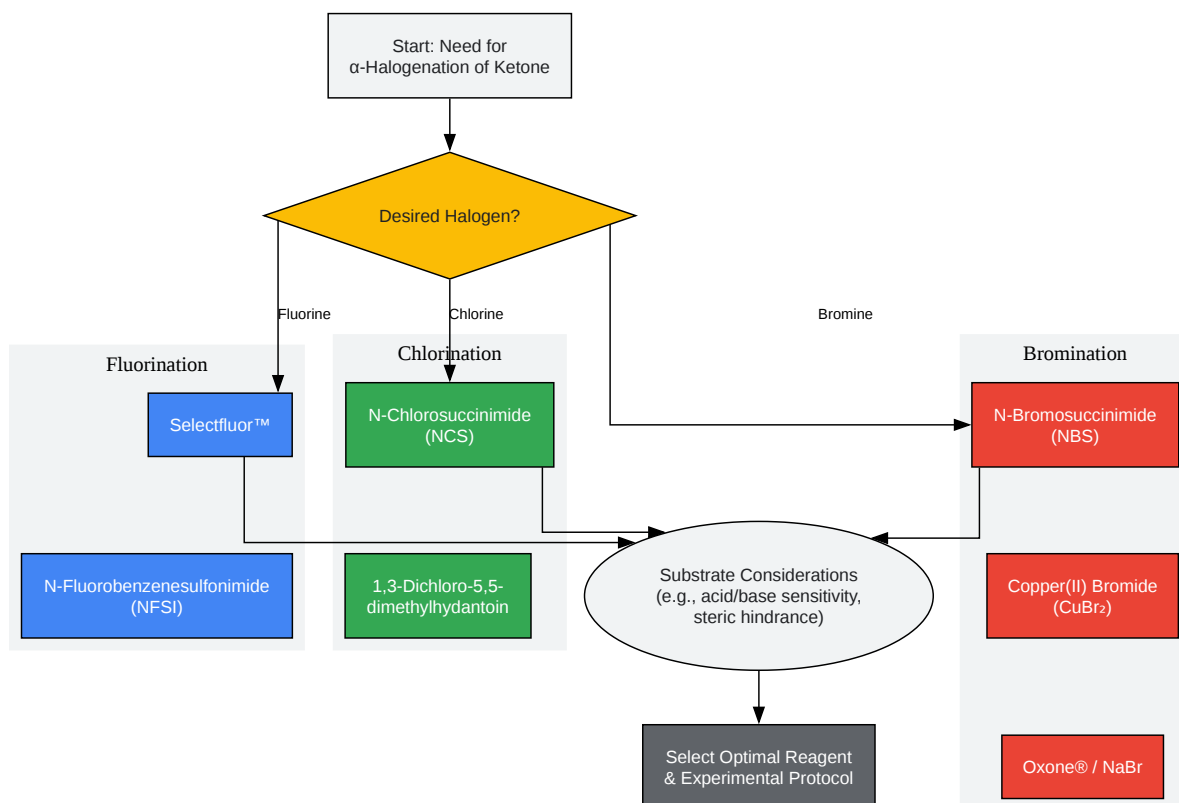 Start: Need for
α-Halogenation of Ketone
Desired Halogen?
Fluorine
Chlorine
Bromine
Fluorination
Chlorination
Bromination
Selectfluor™
N-Chlorosuccinimide
(NCS)
N-Bromosuccinimide
(NBS)
N-Fluorobenzenesulfonimide
(NFSI)
1,3-Dichloro-5,5-
dimethylhydantoin
Substrate Considerations
(e.g., acid/base sensitivity,
steric hindrance)
Copper(II) Bromide
(CuBr₂)
Select Optimal Reagent
& Experimental Protocol
Oxone® / NaBr